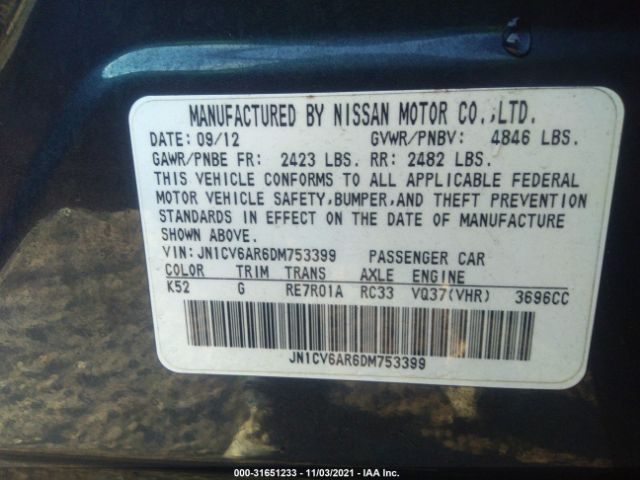 MANUFACTURED BY NISSAN MOTOR CO.,LTD.
DATE: 09/12 GVWR/PNBV: 4846 LBS.
GAWR/PNBE FR: 2423 LBS. RR: 2482 LBS.
THIS VEHICLE CONFORMS TO ALL APPLICABLE FEDERAL
MOTOR VEHICLE SAFETY,BUMPER,AND THEFT PREVENTION
STANDARDS IN EFFECT ON THE DATE OF MANUFACTURE
SHOWN ABOVE.
VIN: JN1CV6AR6DM753399 PASSENGER CAR
COLOR TRIM TRANS AXLE ENGINE
K52 G RE7R01A RC33 VQ37(VHR) 3696CC
JN1CV6AR6DM753399
000-31651233 - 11/03/2021 - IAA Inc.